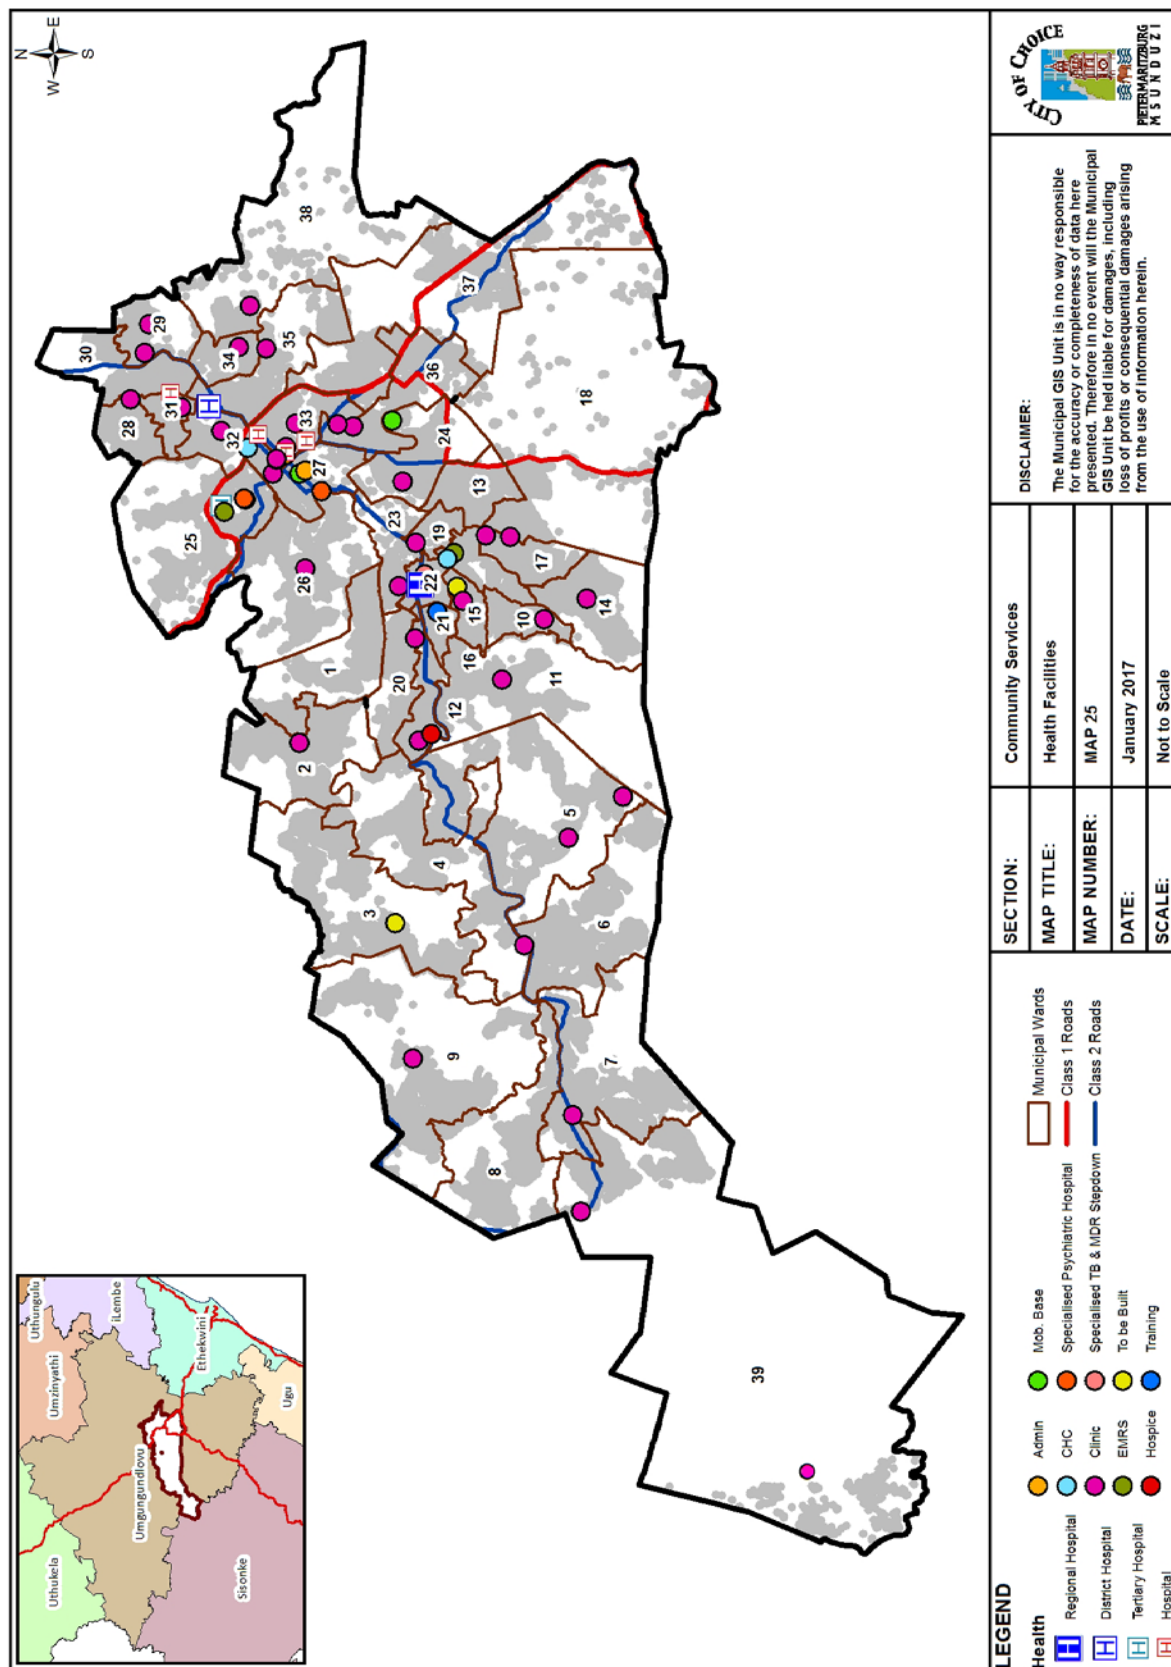 N
W
E
S
30
29
38
28
31
34
35
32
33
25
27
37
36
26
24
18
23
13
19
22
17
1
21
15
10
14
20
16
11
2
12
4
5
3
6
9
7
8
39
Uthungulu
Umzinyathi
iLembe
Uthukela
Umgungundlovu
Ethekwini
Ugu
Sisonke
LEGEND
Health
Regional Hospital
District Hospital
Tertiary Hospital
Hospital
Admin
CHC
Clinic
EMRS
Hospice
Mob. Base
Specialised Psychiatric Hospital
Specialised TB & MDR Stepdown
To be Built
Training
Municipal Wards
Class 1 Roads
Class 2 Roads
SECTION: Community Services
MAP TITLE: Health Facilities
MAP NUMBER: MAP 25
DATE: January 2017
SCALE: Not to Scale
DISCLAIMER:
The Municipal GIS Unit is in no way responsible
for the accuracy or completeness of data here
presented. Therefore in no event will the Municipal
GIS Unit be held liable for damages, including
loss of profits or consequential damages arising
from the use of information herein.
CITY OF CHOICE
PIETERMARITZBURG
MSUNDUZI